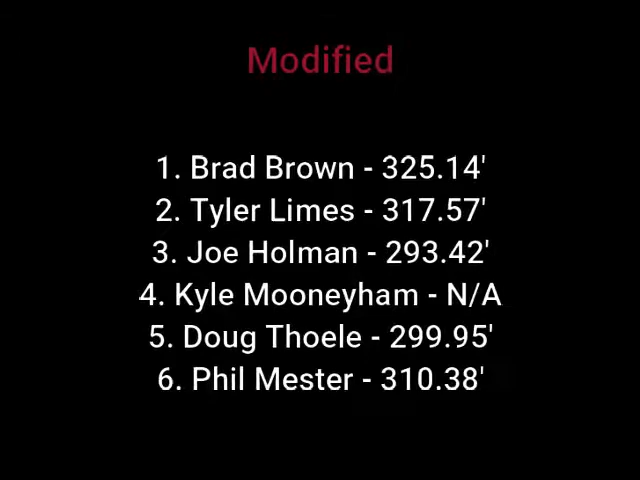 Modified
1. Brad Brown - 325.14'
2. Tyler Limes - 317.57'
3. Joe Holman - 293.42'
4. Kyle Mooneyham - N/A
5. Doug Thoele - 299.95'
6. Phil Mester - 310.38'